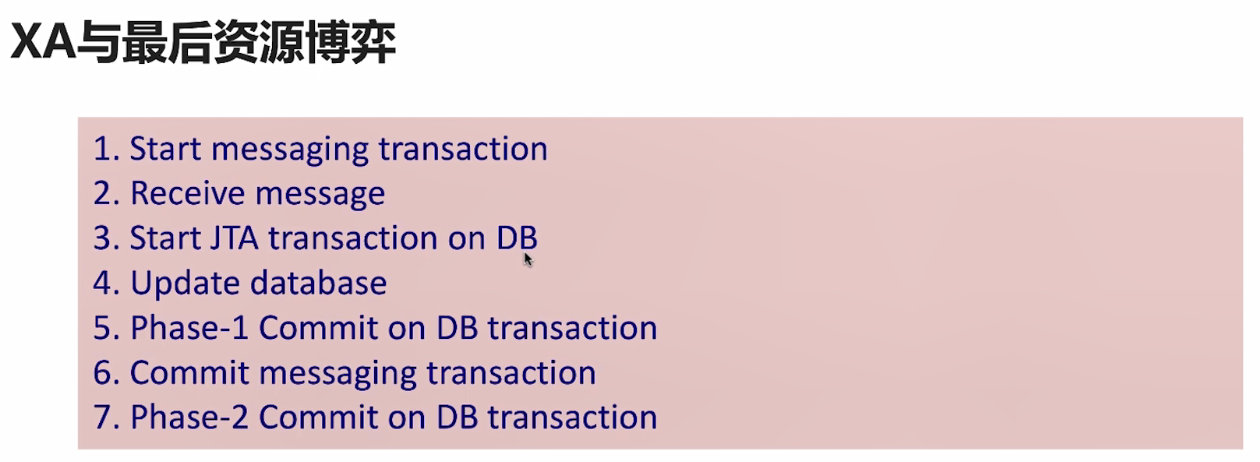 XA与最后资源博弈
1. Start messaging transaction
2. Receive message
3. Start JTA transaction on DB
4. Update database
5. Phase-1 Commit on DB transaction
6. Commit messaging transaction
7. Phase-2 Commit on DB transaction